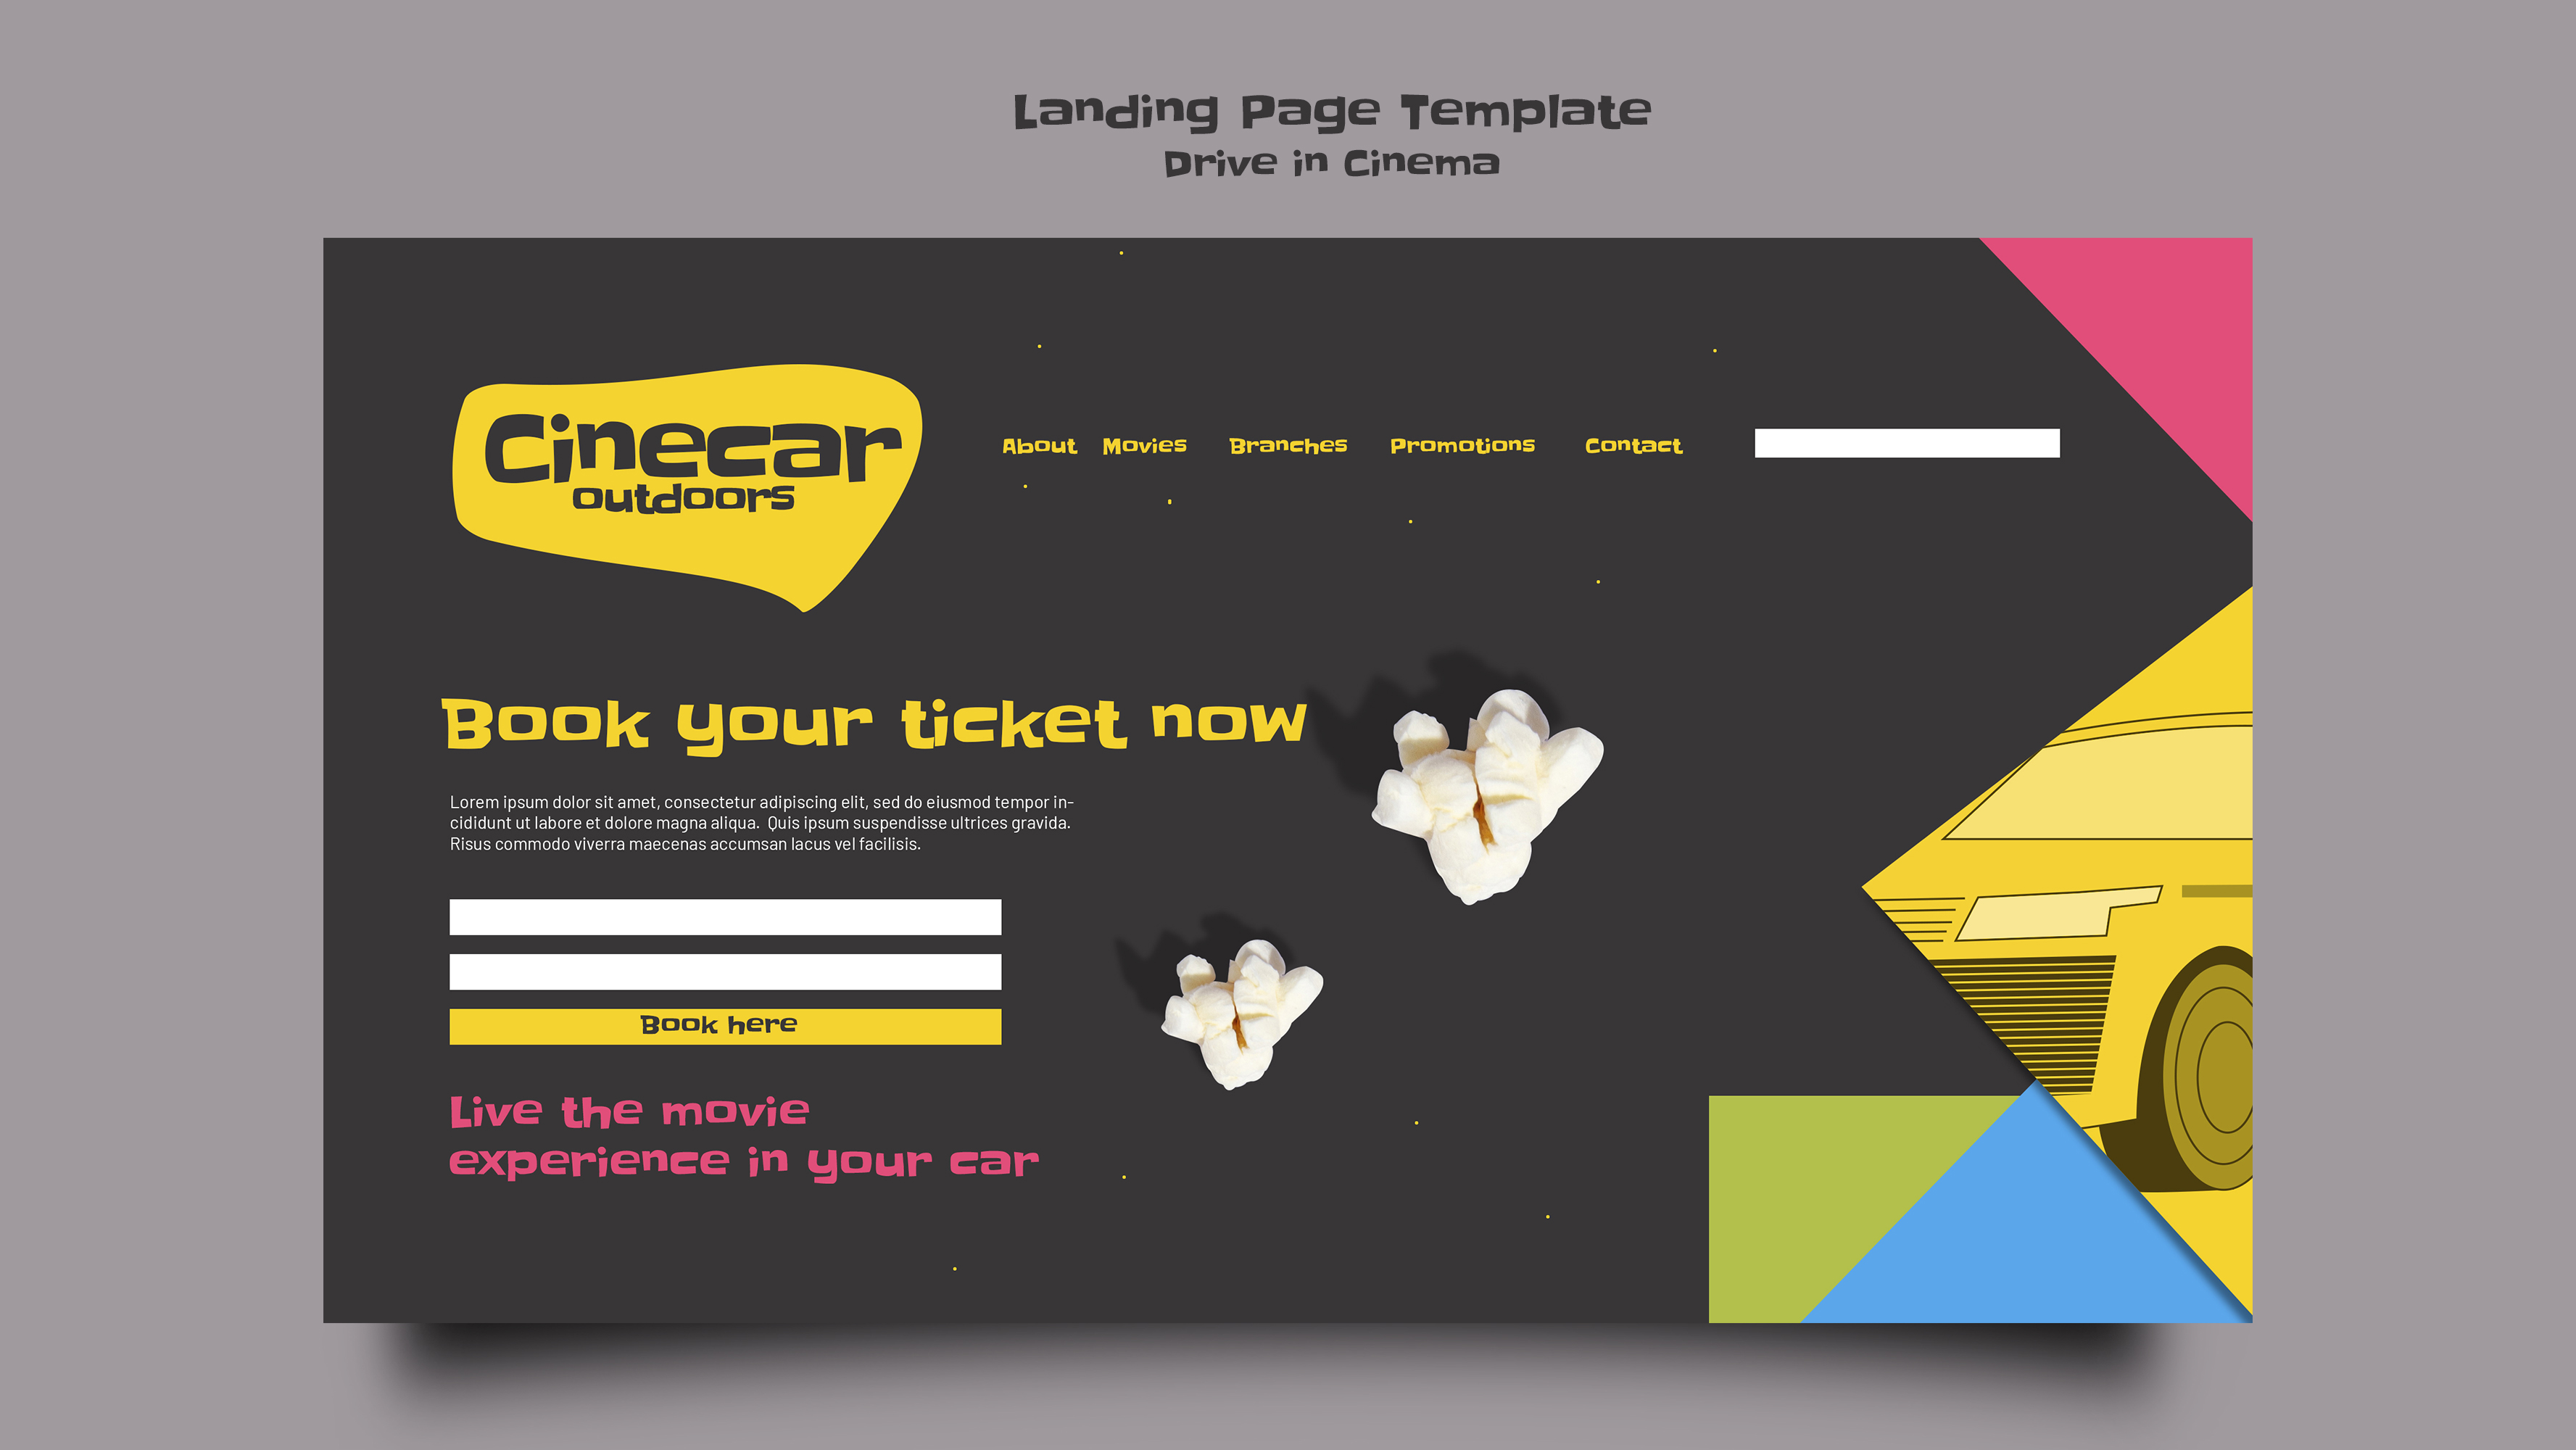 Landing Page Template
Drive in Cinema
Cinecar
outdoors
About Movies Branches Promotions Contact
Book your ticket now
Lorem ipsum dolor sit amet, consectetur adipiscing elit, sed do eiusmod tempor in-
cididunt ut labore et dolore magna aliqua.  Quis ipsum suspendisse ultrices gravida.
Risus commodo viverra maecenas accumsan lacus vel facilisis.
Book here
Live the movie
experience in your car